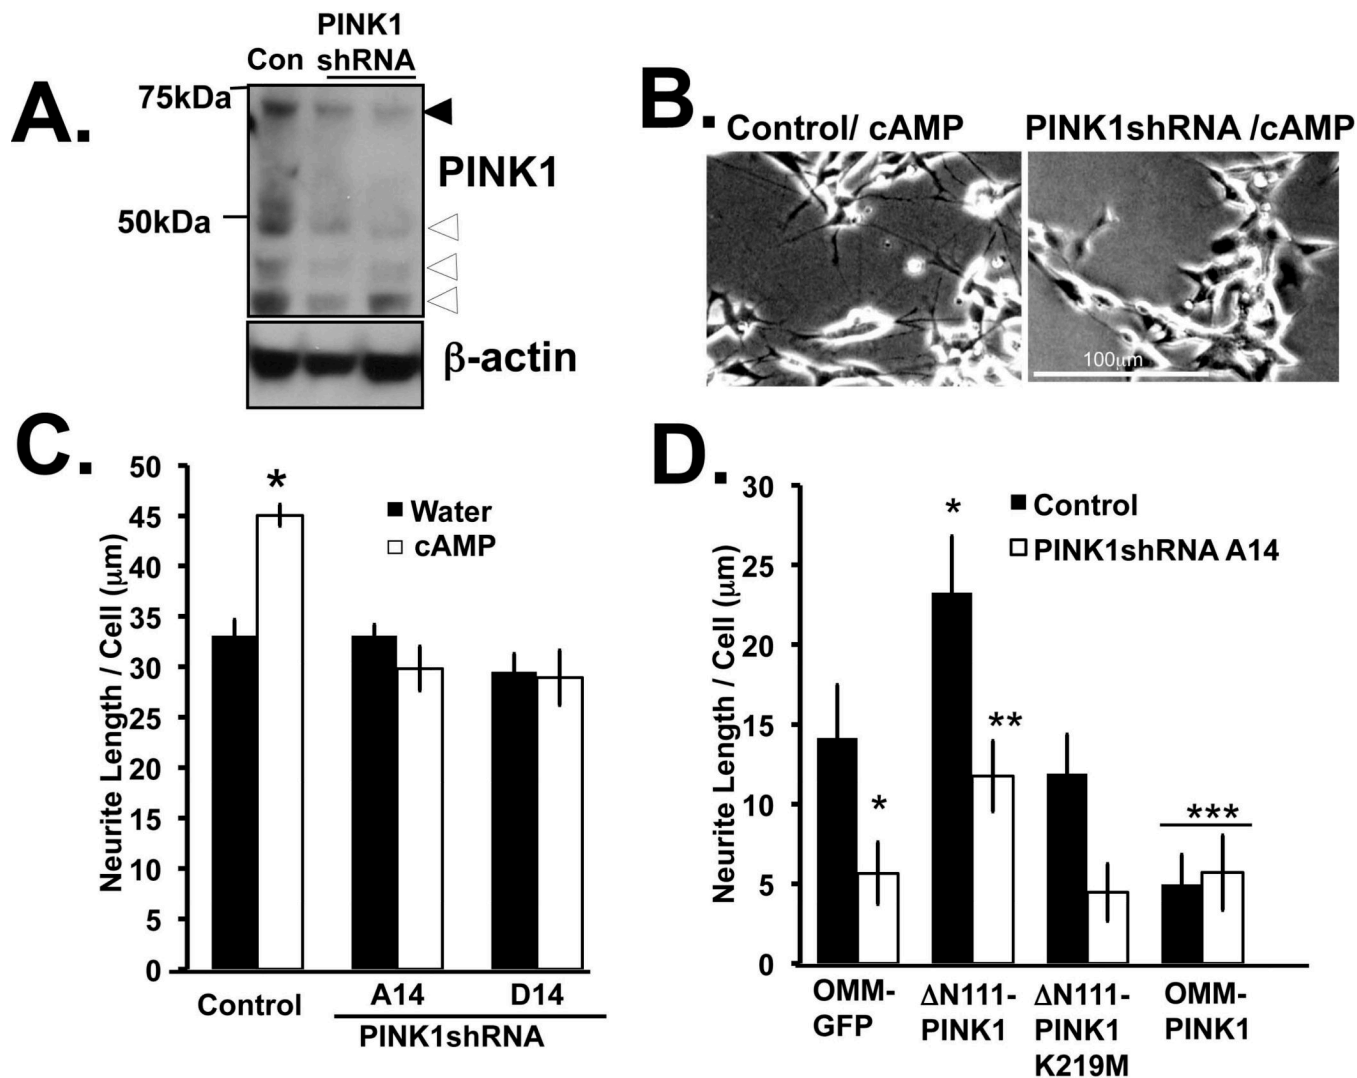 A.
PINK1
Con shRNA
75kDa
PINK1
50kDa
β-actin
B.
Control/ cAMP
PINK1shRNA /cAMP
100µm
C.
Neurite Length / Cell (µm)
50
45
40
35
30
25
20
15
10
5
0
*
Water
cAMP
Control
A14
D14
PINK1shRNA
D.
Neurite Length / Cell (µm)
30
25
20
15
10
5
0
*
*
**
***
Control
PINK1shRNA A14
OMM-
GFP
ΔN111-
PINK1
ΔN111-
PINK1
K219M
OMM-
PINK1